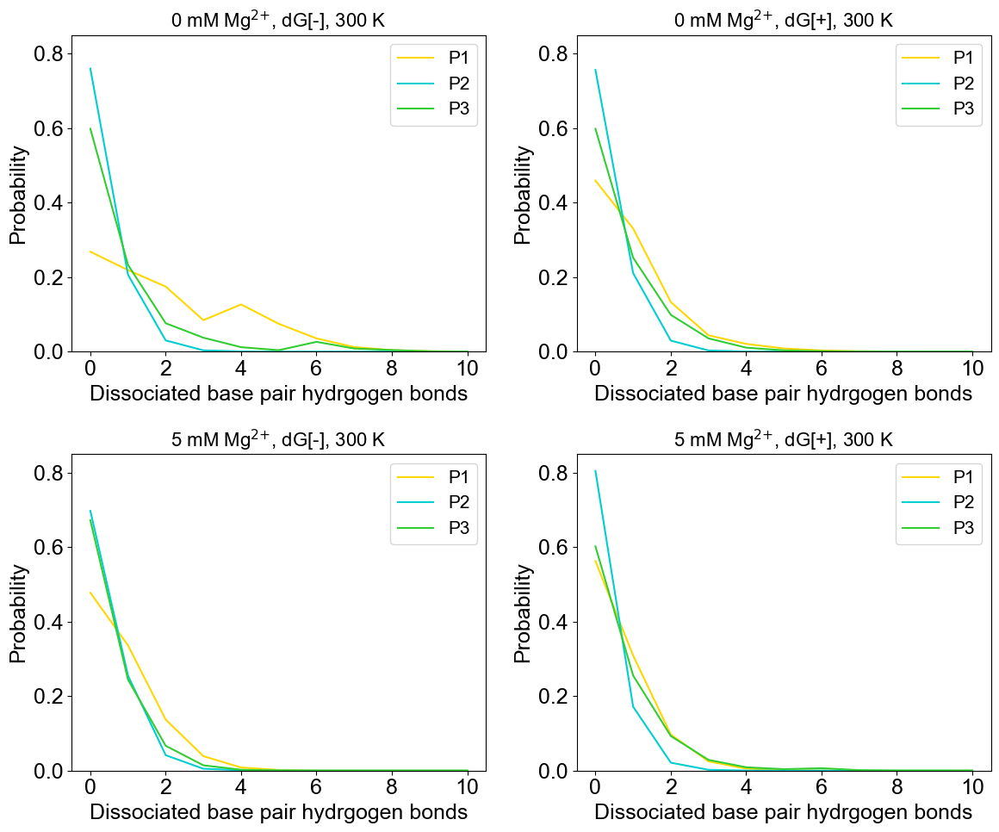 0 mM Mg²⁺, dG[-], 300 K
0.8
0.6
0.4
0.2
0.0
Probability
P1
P2
P3
0 2 4 6 8 10
Dissociated base pair hydrgogen bonds
0 mM Mg²⁺, dG[+], 300 K
0.8
0.6
0.4
0.2
0.0
Probability
P1
P2
P3
0 2 4 6 8 10
Dissociated base pair hydrgogen bonds
5 mM Mg²⁺, dG[-], 300 K
0.8
0.6
0.4
0.2
0.0
Probability
P1
P2
P3
0 2 4 6 8 10
Dissociated base pair hydrgogen bonds
5 mM Mg²⁺, dG[+], 300 K
0.8
0.6
0.4
0.2
0.0
Probability
P1
P2
P3
0 2 4 6 8 10
Dissociated base pair hydrgogen bonds